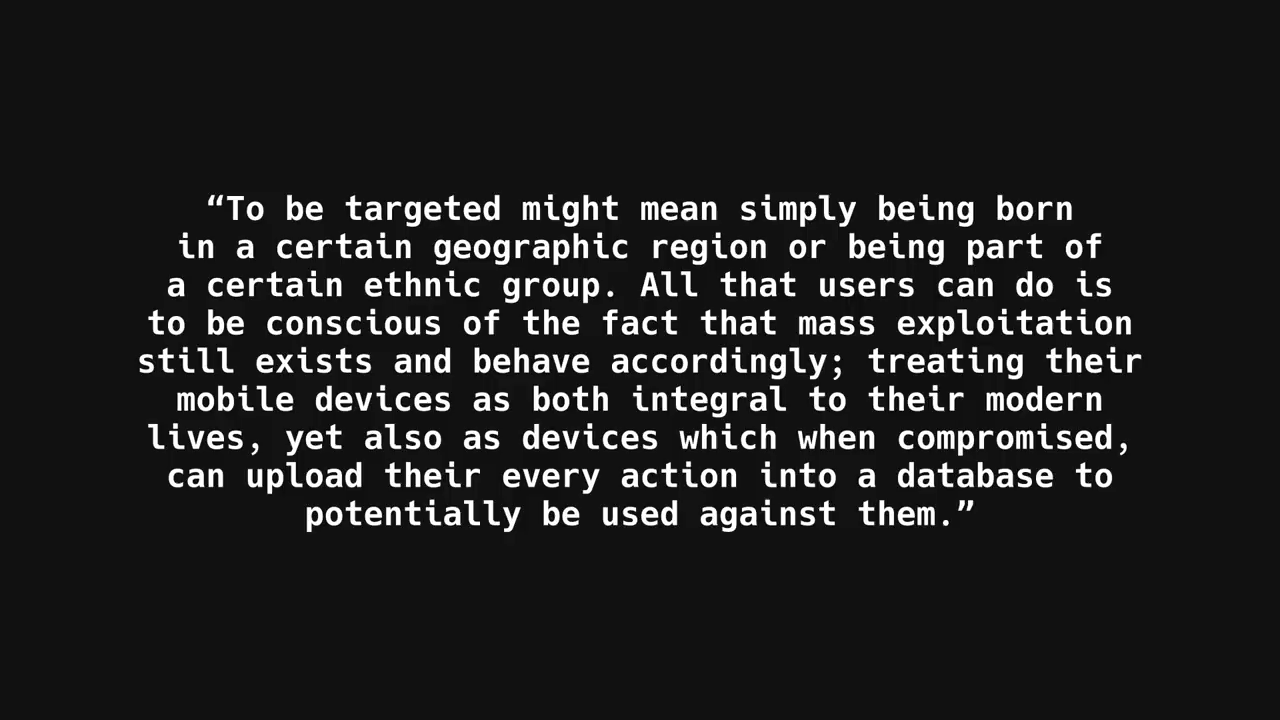 “To be targeted might mean simply being born
in a certain geographic region or being part of
a certain ethnic group. All that users can do is
to be conscious of the fact that mass exploitation
still exists and behave accordingly; treating their
mobile devices as both integral to their modern
lives, yet also as devices which when compromised,
can upload their every action into a database to
potentially be used against them.”